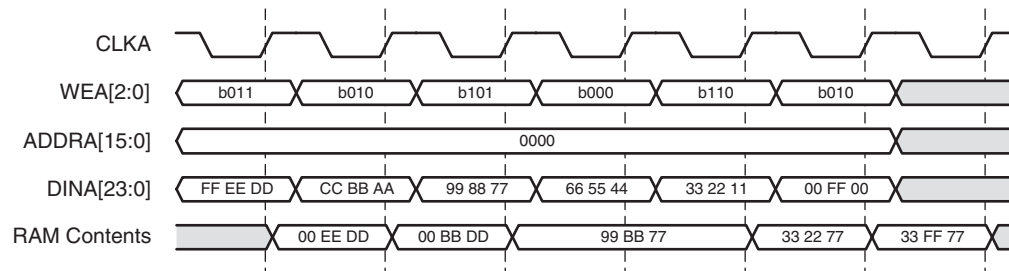 CLKA
WEA[2:0] b011 b010 b101 b000 b110 b010
ADDRA[15:0] 0000
DINA[23:0] FF EE DD CC BB AA 99 88 77 66 55 44 33 22 11 00 FF 00
RAM Contents 00 EE DD 00 BB DD 99 BB 77 33 22 77 33 FF 77